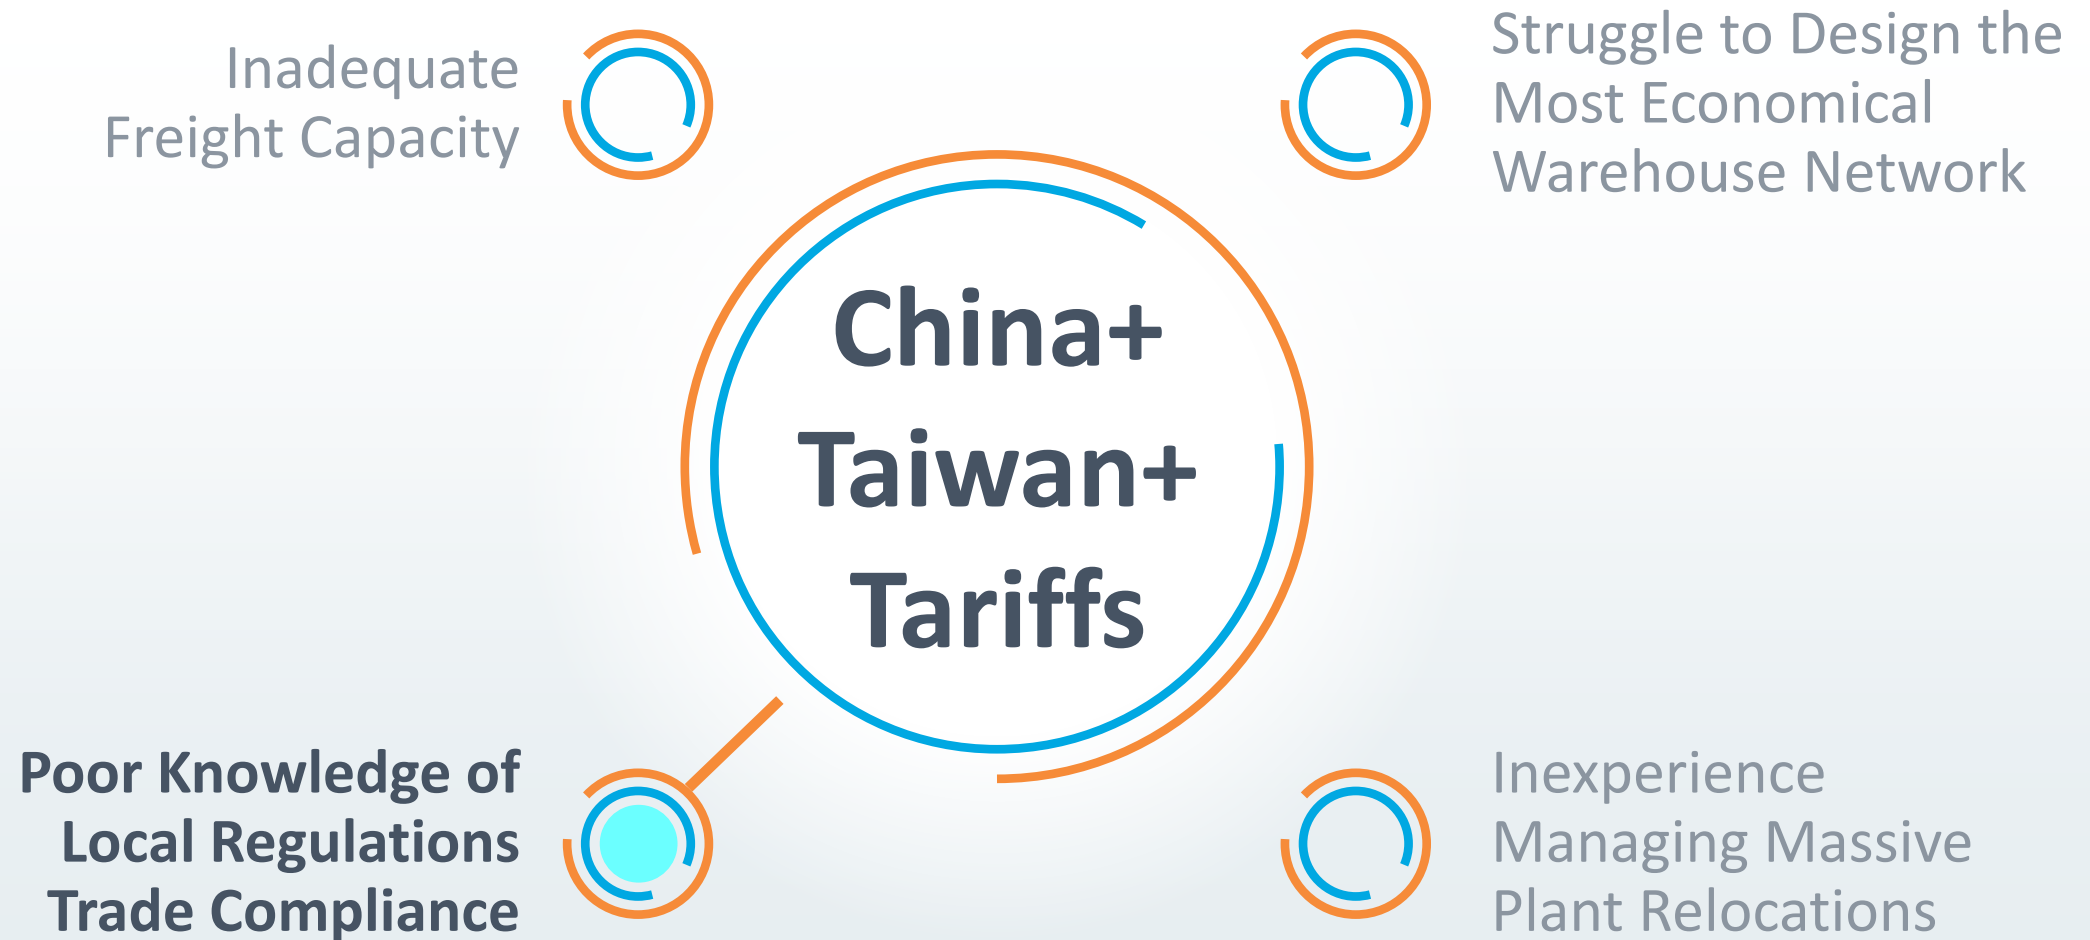 Inadequate
Freight Capacity
Struggle to Design the
Most Economical
Warehouse Network
China+
Taiwan+
Tariffs
Poor Knowledge of
Local Regulations
Trade Compliance
Inexperience
Managing Massive
Plant Relocations